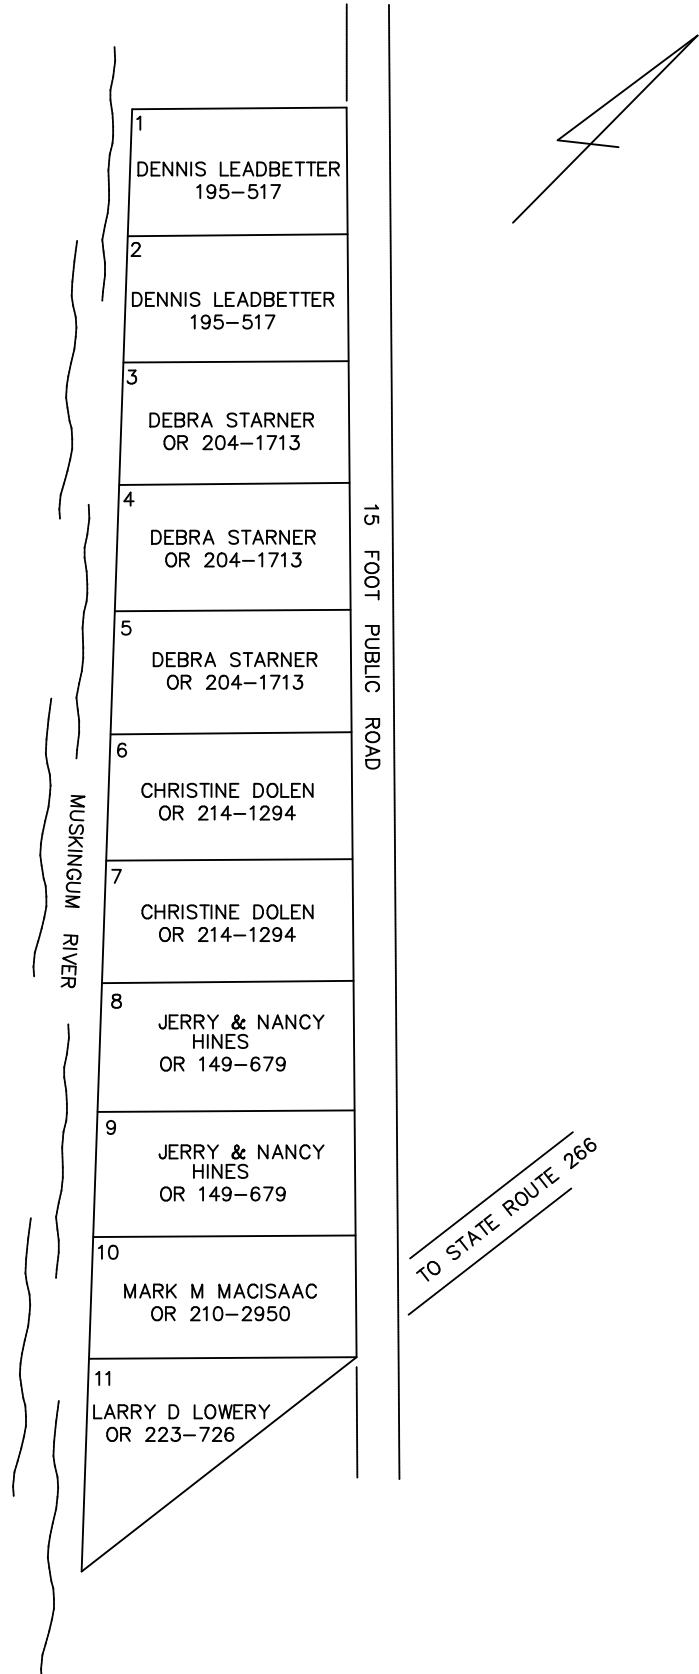 1
DENNIS LEADBETTER
195-517
2
DENNIS LEADBETTER
195-517
3
DEBRA STARNER
OR 204-1713
4
DEBRA STARNER
OR 204-1713
5
DEBRA STARNER
OR 204-1713
6
CHRISTINE DOLEN
OR 214-1294
7
CHRISTINE DOLEN
OR 214-1294
8
JERRY & NANCY
HINES
OR 149-679
9
JERRY & NANCY
HINES
OR 149-679
10
MARK M MACISAAC
OR 210-2950
11
LARRY D LOWERY
OR 223-726
15 FOOT PUBLIC ROAD
MUSKINGUM RIVER
TO STATE ROUTE 266